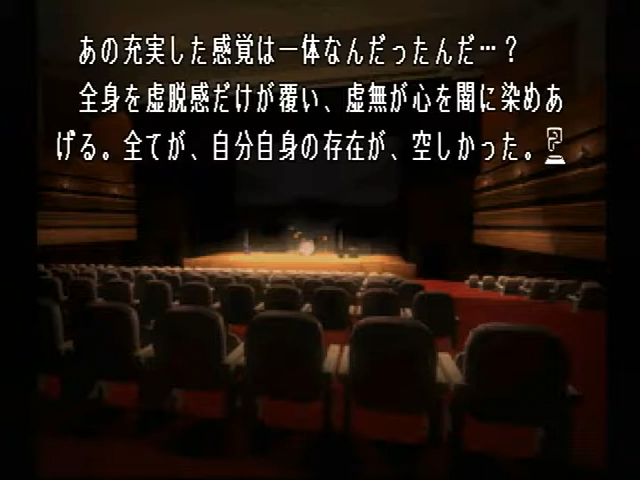 あの充実した感覚は一体なんだったんだ…？
全身を虚脱感だけが覆い、虚無が心を闇に染めあ
げる。全てが、自分自身の存在が、空しかった。